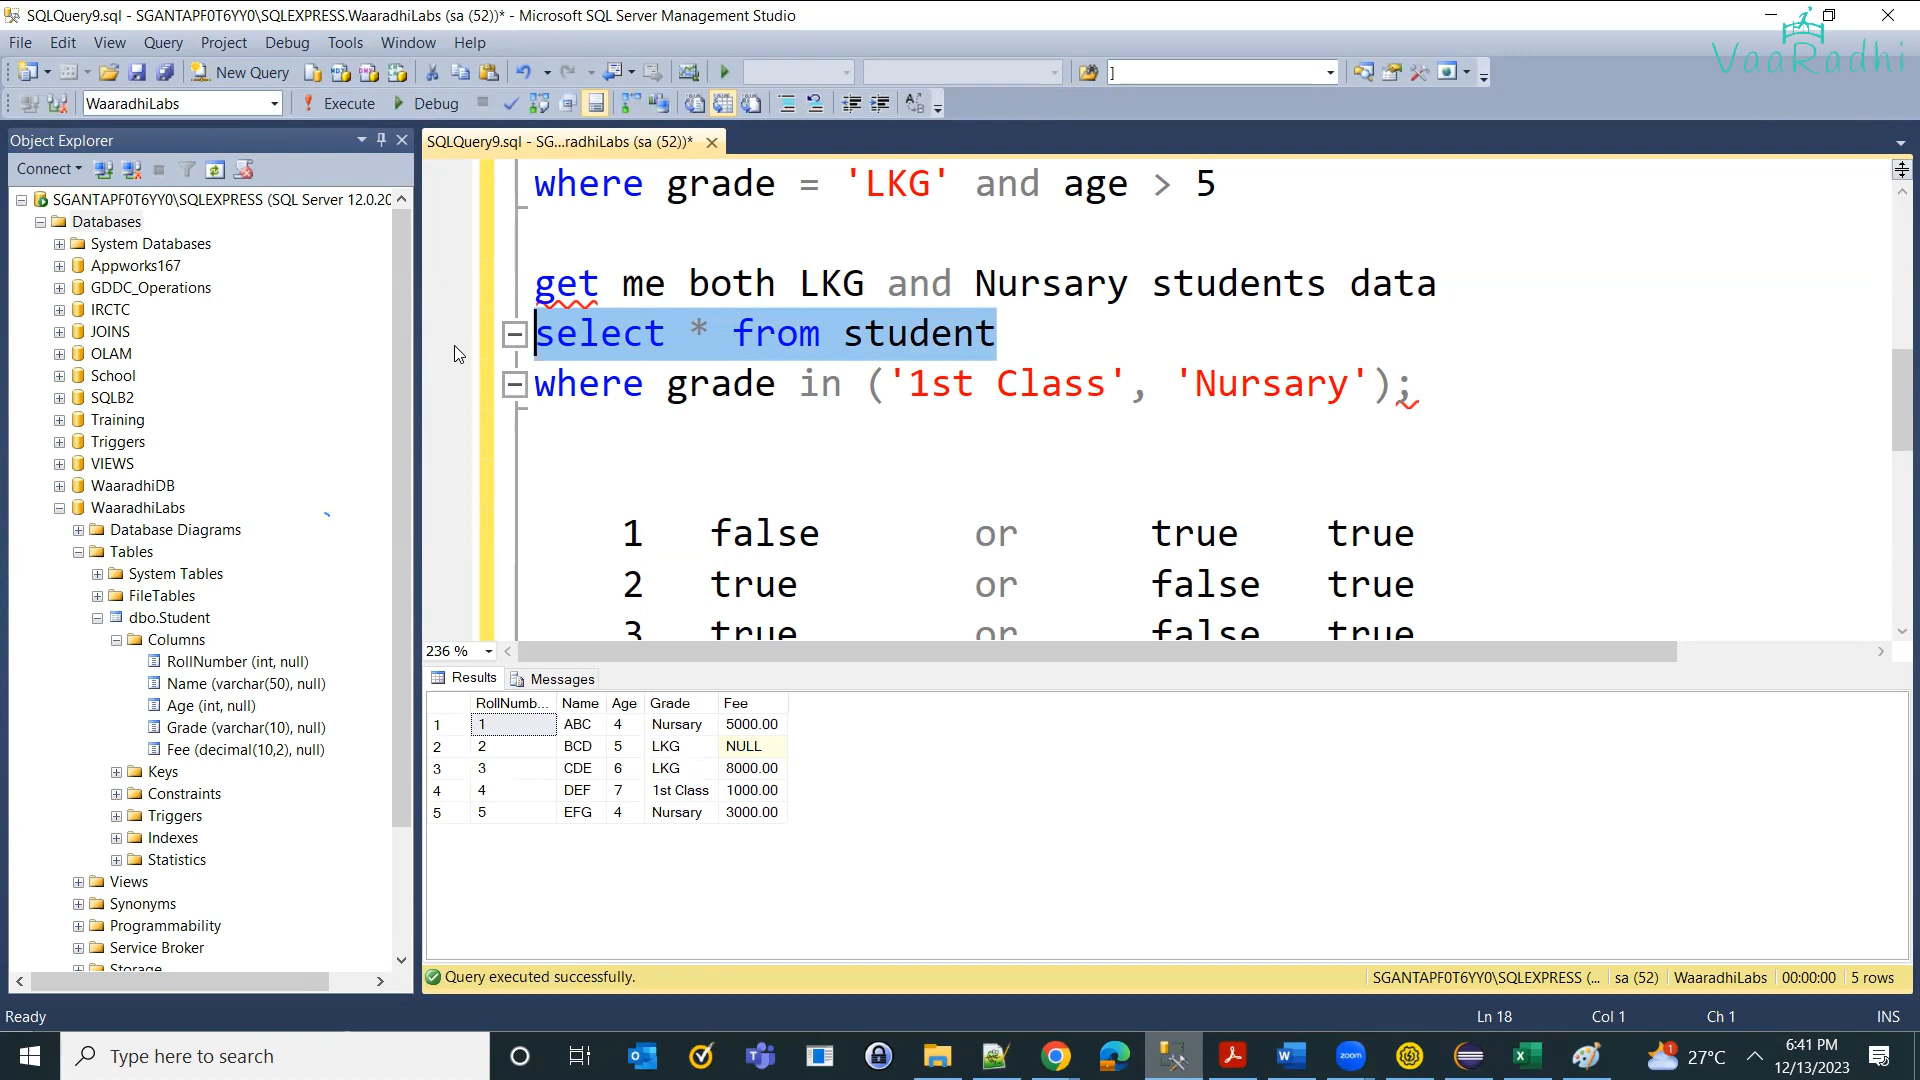 SQLQuery9.sql - SGANTAPF0T6YY0\SQLEXPRESS.WaaradhiLabs (sa (52))* - Microsoft SQL Server Management Studio
VaaRadhi
File Edit View Query Project Debug Tools Window Help
New Query ]
WaaradhiLabs Execute Debug
Object Explorer
SQLQuery9.sql - SG...radhiLabs (sa (52))*
Connect
SGANTAPF0T6YY0\SQLEXPRESS (SQL Server 12.0.20
Databases
System Databases
Appworks167
GDDC_Operations
IRCTC
JOINS
OLAM
School
SQLB2
Training
Triggers
VIEWS
WaaradhiDB
WaaradhiLabs
Database Diagrams
Tables
System Tables
FileTables
dbo.Student
Columns
RollNumber (int, null)
Name (varchar(50), null)
Age (int, null)
Grade (varchar(10), null)
Fee (decimal(10,2), null)
Keys
Constraints
Triggers
Indexes
Statistics
Views
Synonyms
Programmability
Service Broker
Storage
where grade = 'LKG' and age > 5
get me both LKG and Nursary students data
select * from student
where grade in ('1st Class', 'Nursary');
1 false or true true
2 true or false true
3 true or false true
236 %
Results Messages
RollNumb... Name Age Grade Fee
1 1 ABC 4 Nursary 5000.00
2 2 BCD 5 LKG NULL
3 3 CDE 6 LKG 8000.00
4 4 DEF 7 1st Class 1000.00
5 5 EFG 4 Nursary 3000.00
Query executed successfully. SGANTAPF0T6YY0\SQLEXPRESS (... sa (52) WaaradhiLabs 00:00:00 5 rows
Ready Ln 18 Col 1 Ch 1 INS
Type here to search zoom 1 27°C 6:41 PM
12/13/2023